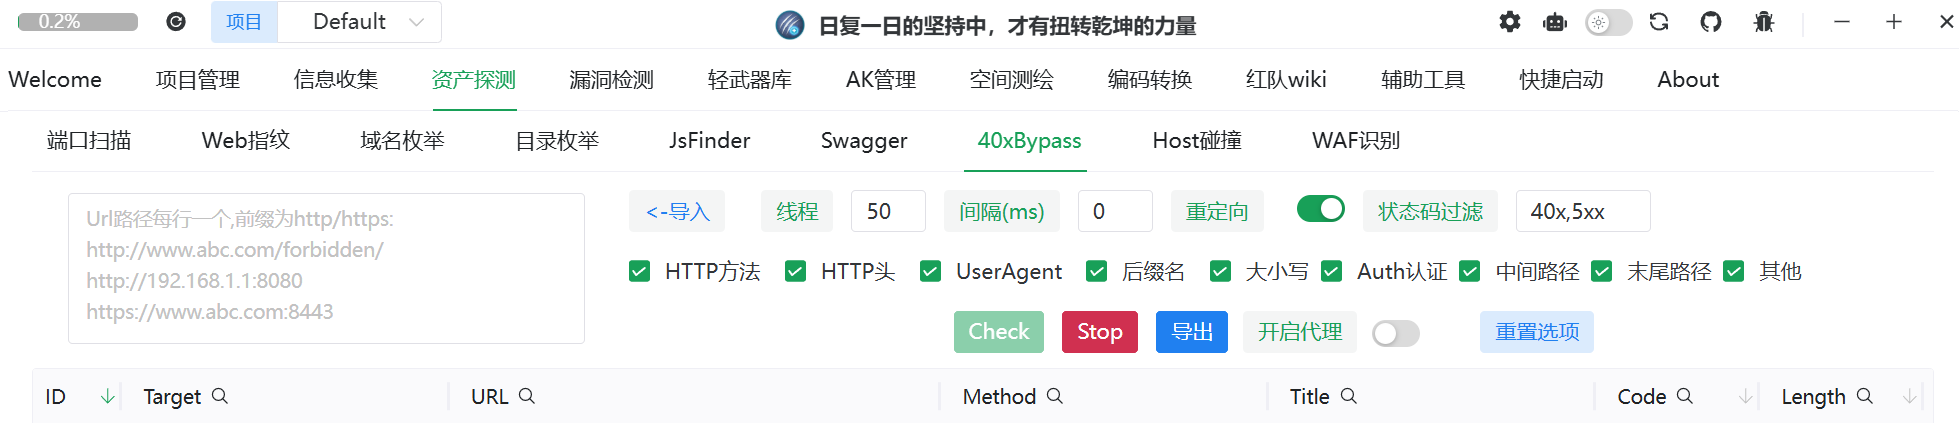 0.2% 项目 Default 日复一日的坚持中，才有扭转乾坤的力量
Welcome 项目管理 信息收集 资产探测 漏洞检测 轻武器库 AK管理 空间测绘 编码转换 红队wiki 辅助工具 快捷启动 About
端口扫描 Web指纹 域名枚举 目录枚举 JsFinder Swagger 40xBypass Host碰撞 WAF识别
Url路径每行一个,前缀为http/https:
http://www.abc.com/forbidden/
http://192.168.1.1:8080
https://www.abc.com:8443
<-导入 线程 50 间隔(ms) 0 重定向 状态码过滤 40x,5xx
HTTP方法 HTTP头 UserAgent 后缀名 大小写 Auth认证 中间路径 末尾路径 其他
Check Stop 导出 开启代理 重置选项
ID Target URL Method Title Code Length